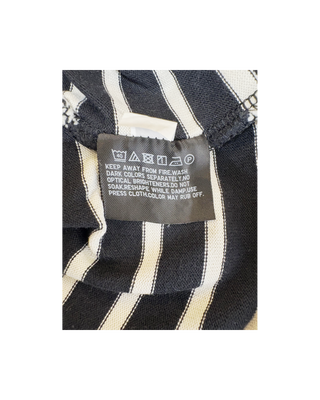 40 P
KEEP AWAY FROM FIRE.WASH
DARK COLORS SEPARATELY.NO
OPTICAL BRIGHTENERS.DO NOT
SOAK.RESHAPE WHILE DAMP.USE
PRESS CLOTH.COLOR MAY RUB OFF.